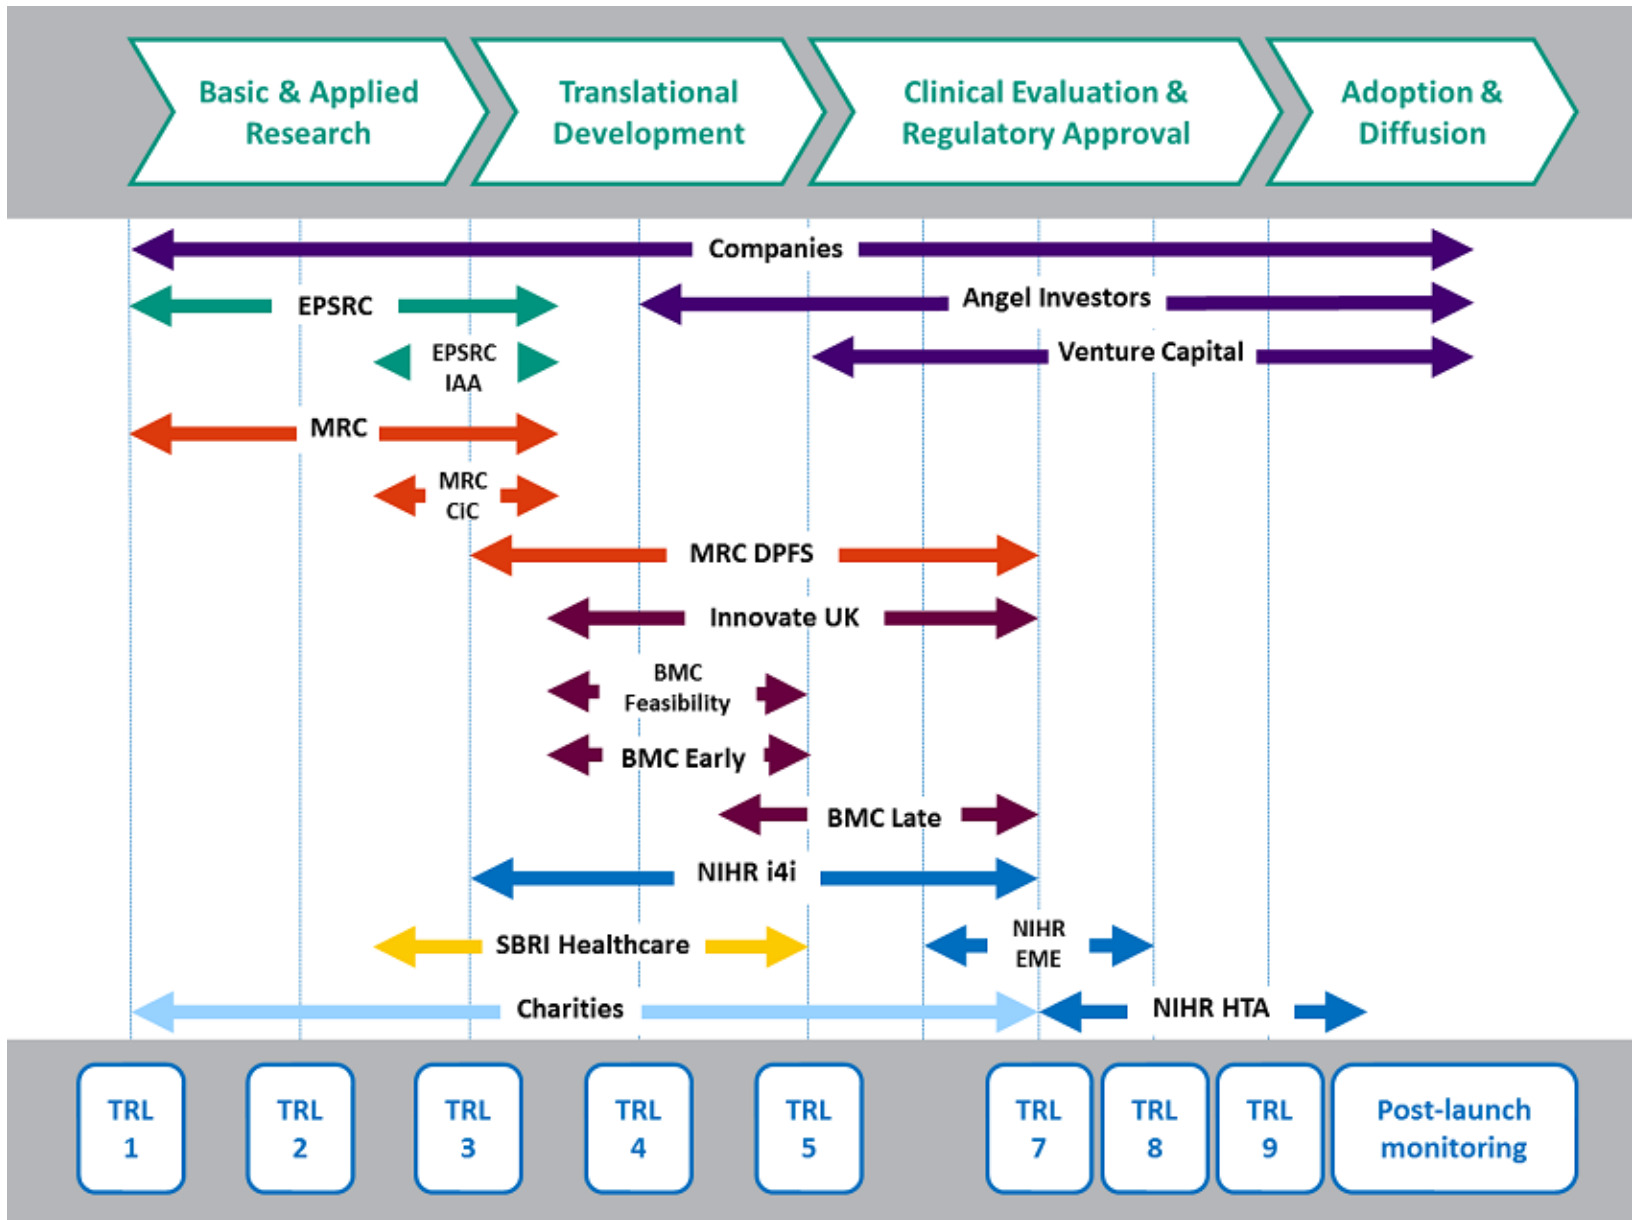 Basic & Applied
Research
Translational
Development
Clinical Evaluation &
Regulatory Approval
Adoption &
Diffusion
Companies
EPSRC
Angel Investors
EPSRC
IAA
Venture Capital
MRC
MRC
CiC
MRC DPFS
Innovate UK
BMC
Feasibility
BMC Early
BMC Late
NIHR i4i
SBRI Healthcare
NIHR
EME
Charities
NIHR HTA
TRL
1
TRL
2
TRL
3
TRL
4
TRL
5
TRL
7
TRL
8
TRL
9
Post-launch
monitoring